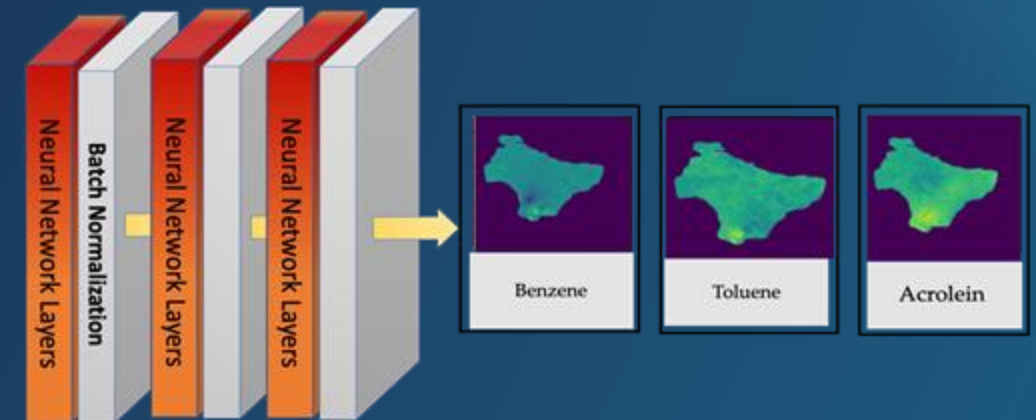 Neural Network Layers
Batch Normalization
Neural Network Layers
Neural Network Layers
Benzene
Toluene
Acrolein